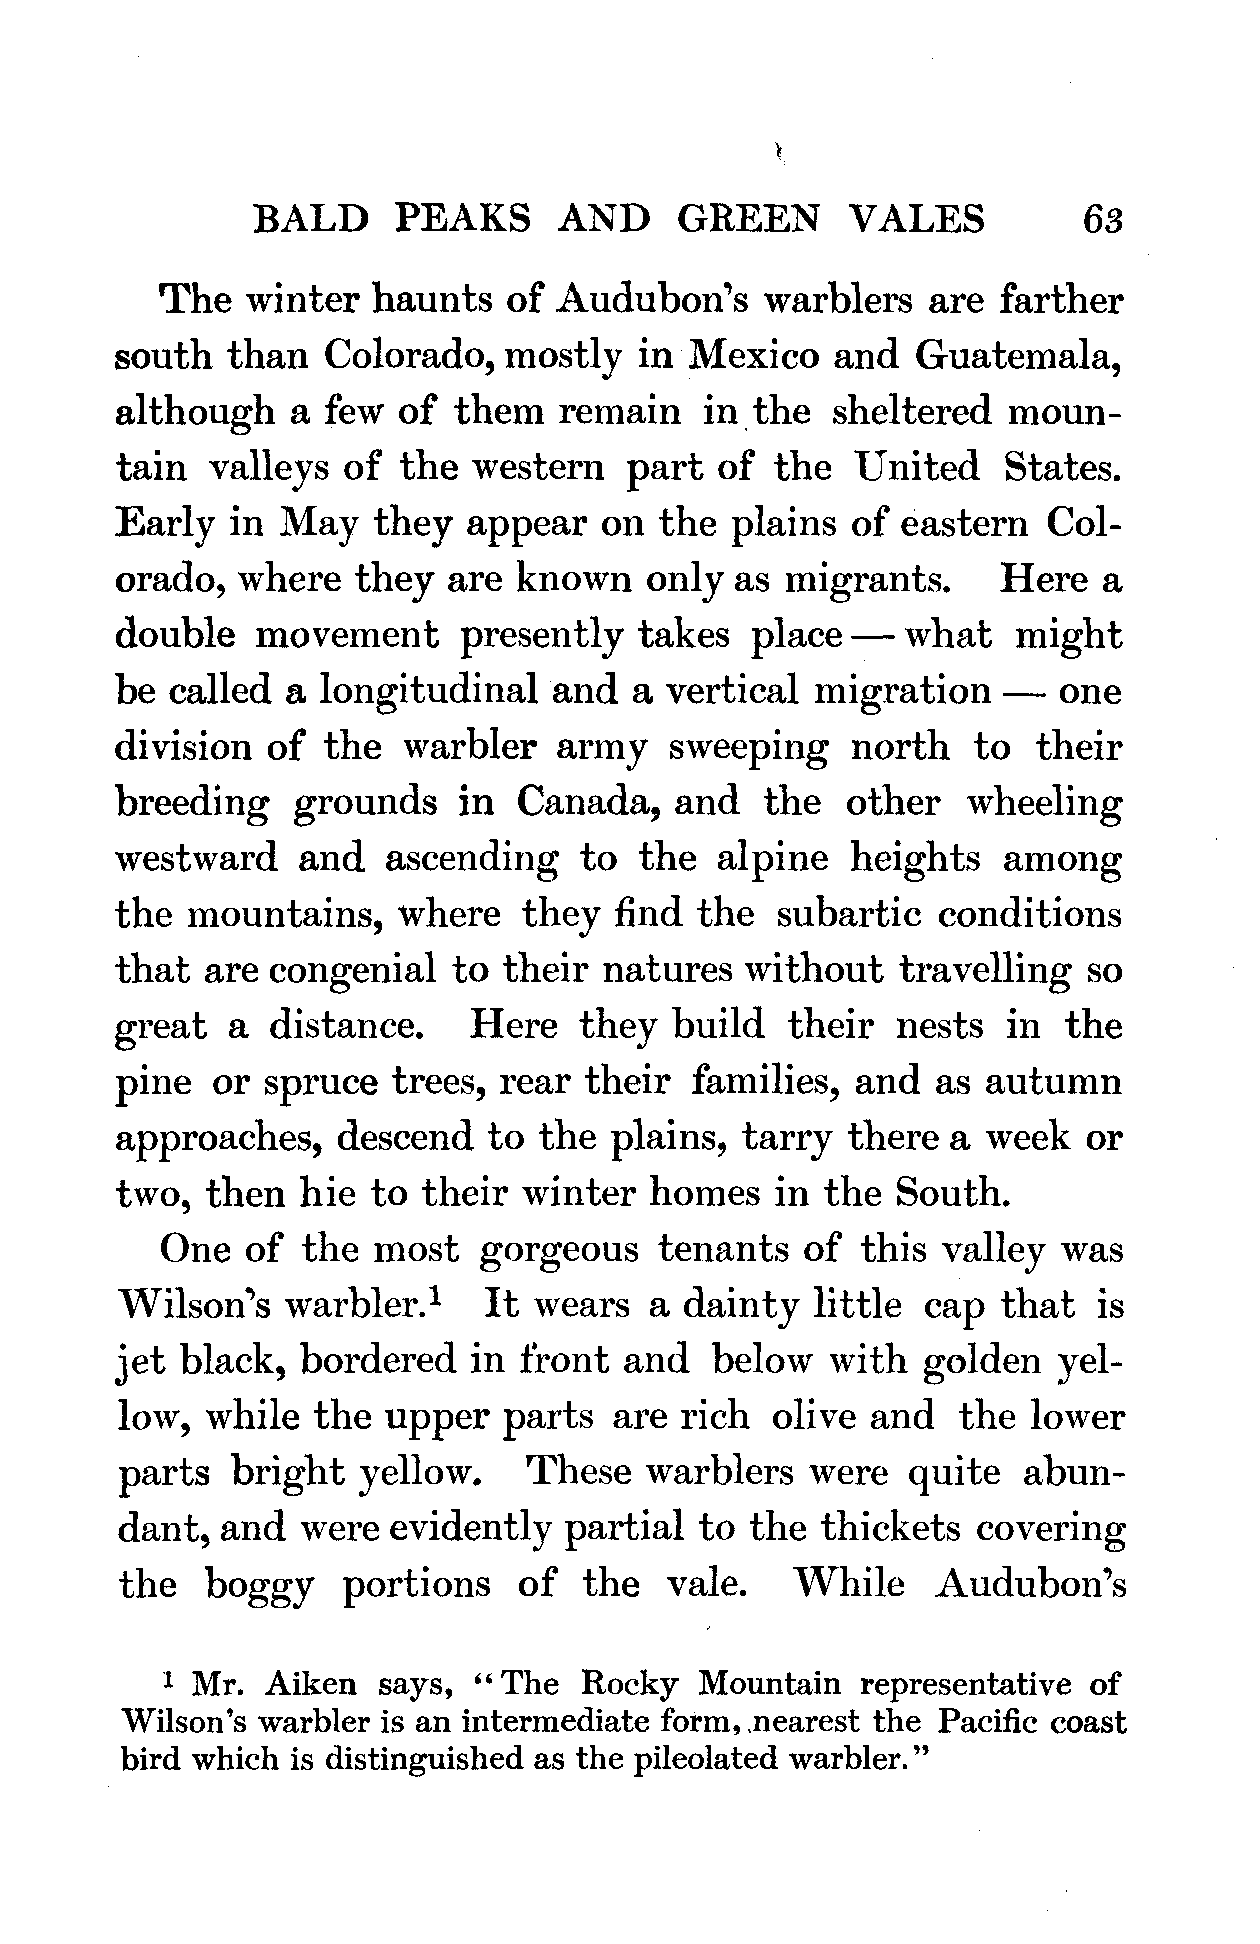 BALD PEAKS AND GREEN VALES 63
The winter haunts of Audubon's warblers are farther
south than Colorado, mostly in Mexico and Guatemala,
although a few of them remain in the sheltered moun-
tain valleys of the western part of the United States.
Early in May they appear on the plains of eastern Col-
orado, where they are known only as migrants. Here a
double movement presently takes place — what might
be called a longitudinal and a vertical migration — one
division of the warbler army sweeping north to their
breeding grounds in Canada, and the other wheeling
westward and ascending to the alpine heights among
the mountains, where they find the subartic conditions
that are congenial to their natures without travelling so
great a distance. Here they build their nests in the
pine or spruce trees, rear their families, and as autumn
approaches, descend to the plains, tarry there a week or
two, then hie to their winter homes in the South.
One of the most gorgeous tenants of this valley was
Wilson's warbler.¹ It wears a dainty little cap that is
jet black, bordered in front and below with golden yel-
low, while the upper parts are rich olive and the lower
parts bright yellow. These warblers were quite abun-
dant, and were evidently partial to the thickets covering
the boggy portions of the vale. While Audubon's
¹ Mr. Aiken says, "The Rocky Mountain representative of
Wilson's warbler is an intermediate form, nearest the Pacific coast
bird which is distinguished as the pileolated warbler."